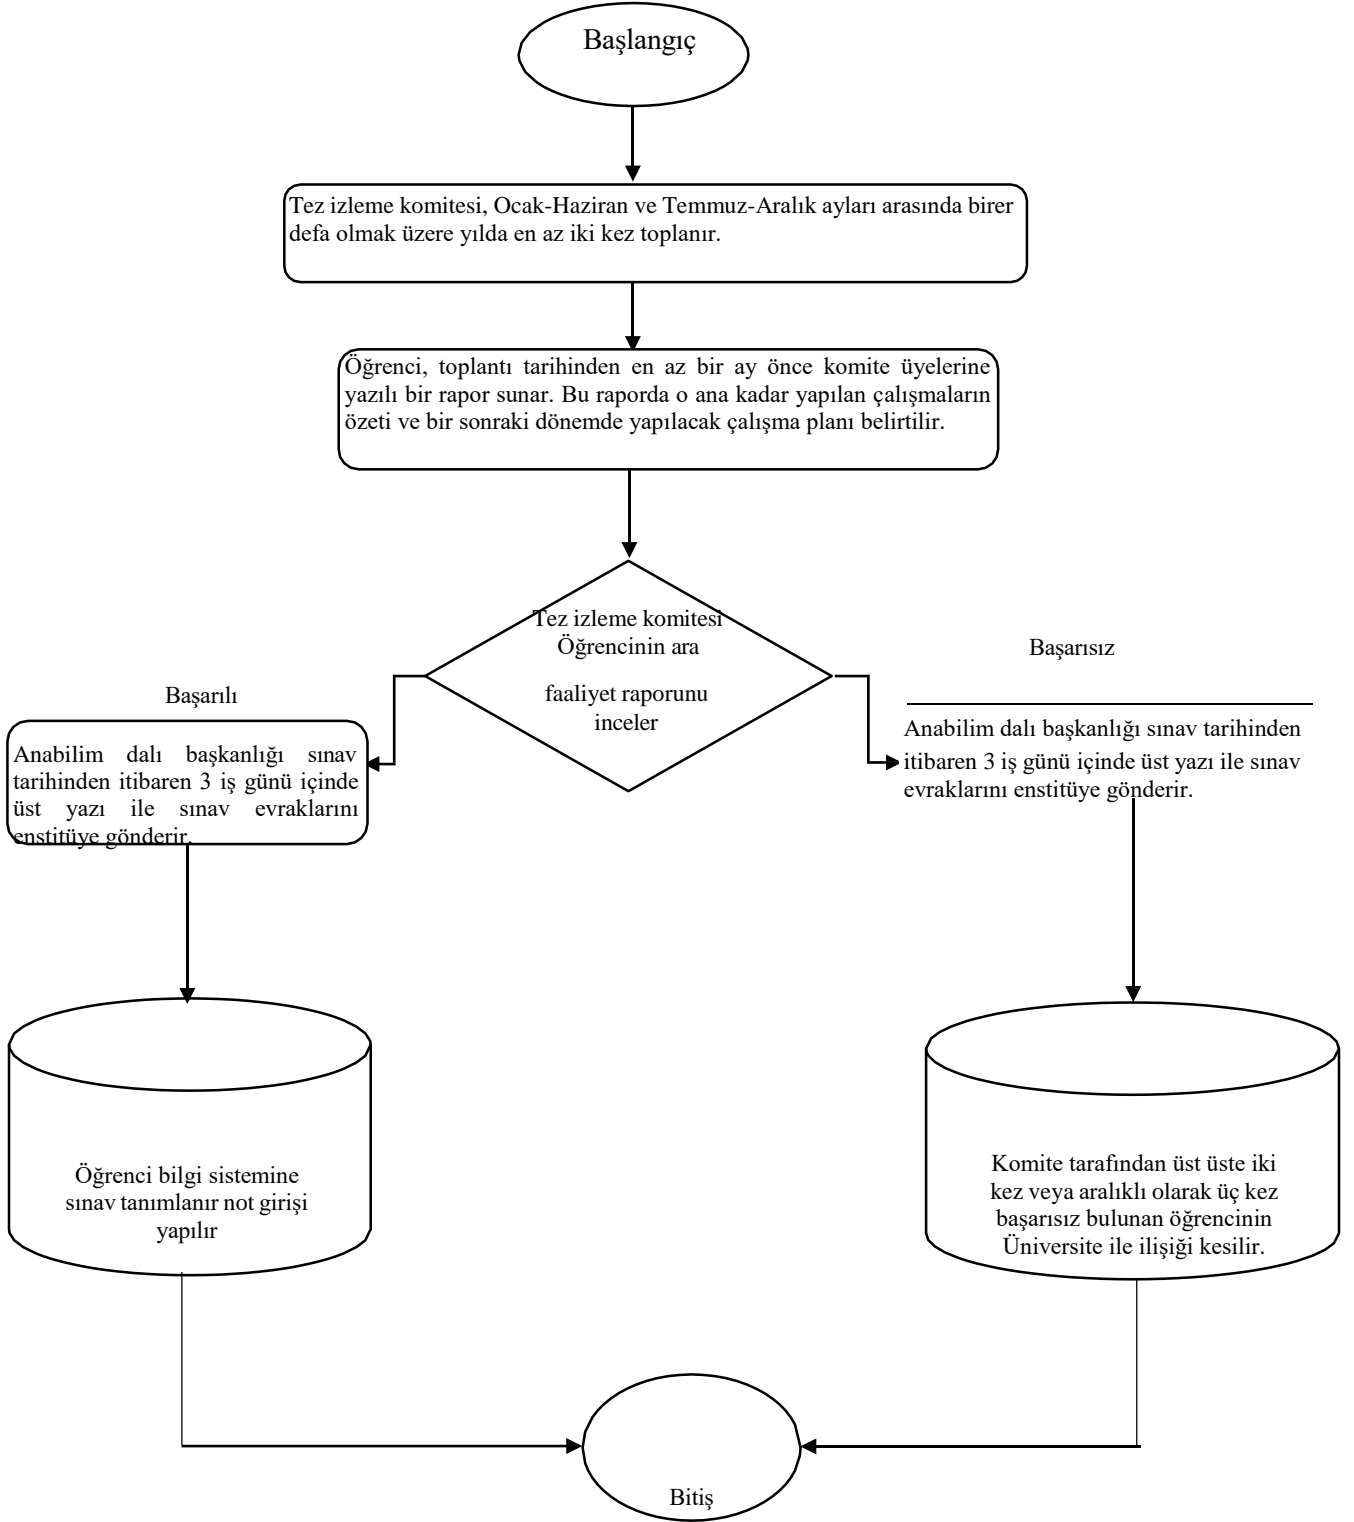 Başlangıç
Tez izleme komitesi, Ocak-Haziran ve Temmuz-Aralık ayları arasında birer
defa olmak üzere yılda en az iki kez toplanır.
Öğrenci, toplantı tarihinden en az bir ay önce komite üyelerine
yazılı bir rapor sunar. Bu raporda o ana kadar yapılan çalışmaların
özeti ve bir sonraki dönemde yapılacak çalışma planı belirtilir.
Tez izleme komitesi
Öğrencinin ara
faaliyet raporunu
inceler
Başarılı
Anabilim dalı başkanlığı sınav
tarihinden itibaren 3 iş günü içinde
üst yazı ile sınav evraklarını
enstitüye gönderir.
Başarısız
Anabilim dalı başkanlığı sınav tarihinden
itibaren 3 iş günü içinde üst yazı ile sınav
evraklarını enstitüye gönderir.
Öğrenci bilgi sistemine
sınav tanımlanır not girişi
yapılır
Komite tarafından üst üste iki
kez veya aralıklı olarak üç kez
başarısız bulunan öğrencinin
Üniversite ile ilişiği kesilir.
Bitiş